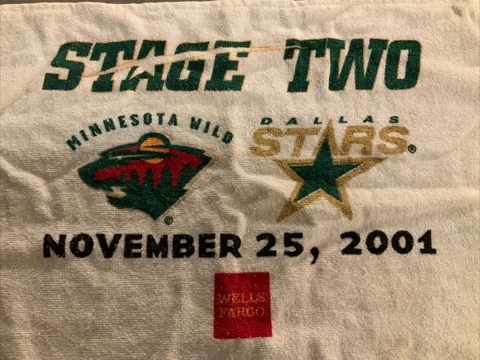 STAGE TWO
MINNESOTA WILD
DALLAS
STARS®
®
NOVEMBER 25, 2001
WELLS
FARGO